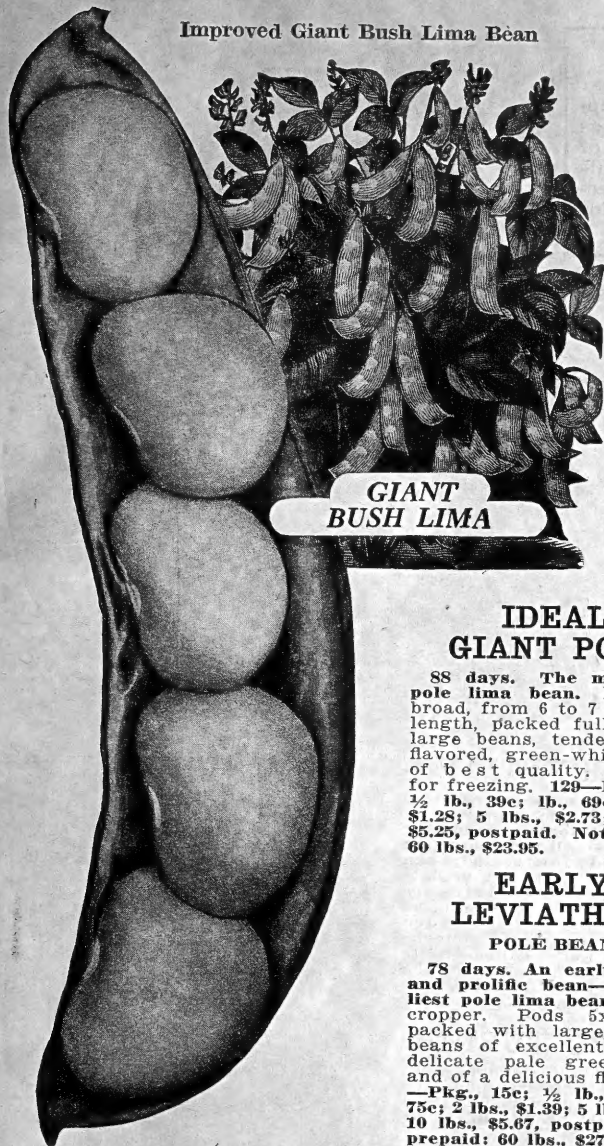 Improved Giant Bush Lima Bean
GIANT
BUSH LIMA
IDEAL
GIANT PO
88 days. The m
pole lima bean.
broad, from 6 to 7
length, packed full
large beans, tende
flavored, green-whi
of best quality.
for freezing. 129—
½ lb., 39c; lb., 69c
$1.28; 5 lbs., $2.73
$5.25, postpaid. Not
60 lbs., $23.95.
EARLY
LEVIATH
POLE BEAN
78 days. An earl
and prolific bean—
liest pole lima bean
cropper. Pods 5x
packed with large
beans of excellent
delicate pale gree
and of a delicious fl
—Pkg., 15c; ½ lb.,
75c; 2 lbs., $1.39; 5 l
10 lbs., $5.67, postp
prepaid: 60 lbs., $27